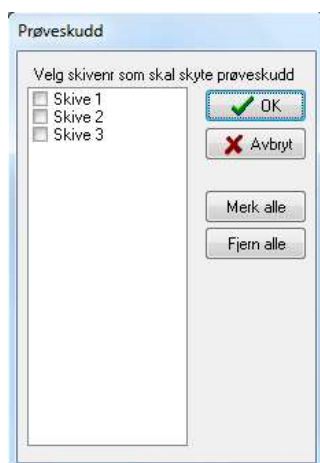 Prøveskudd
Velg skivenr som skal skyte prøveskudd
Skive 1
Skive 2
Skive 3
OK
Avbryt
Merk alle
Fjern alle